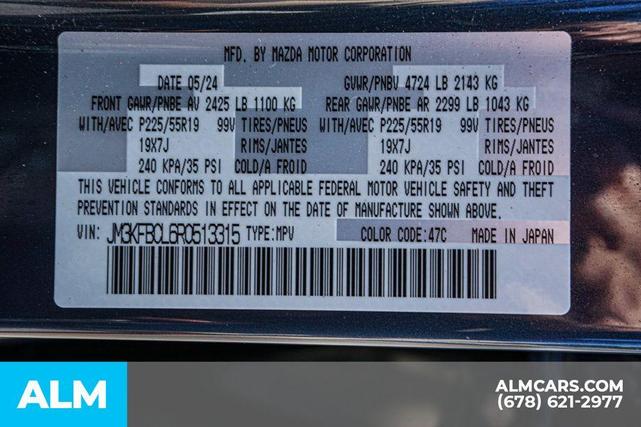 MFD. BY MAZDA MOTOR CORPORATION
DATE 05/24 GVWR/PNBV 4724 LB 2143 KG
FRONT GAWR/PNBE AV 2425 LB 1100 KG REAR GAWR/PNBE AR 2299 LB 1043 KG
WITH/AVEC P225/55R19 99V TIRES/PNEUS WITH/AVEC P225/55R19 99V TIRES/PNEUS
19X7J RIMS/JANTES 19X7J RIMS/JANTES
240 KPA/35 PSI COLD/A FROID 240 KPA/35 PSI COLD/A FROID
THIS VEHICLE CONFORMS TO ALL APPLICABLE FEDERAL MOTOR VEHICLE SAFETY AND THEFT
PREVENTION STANDARDS IN EFFECT ON THE DATE OF MANUFACTURE SHOWN ABOVE.
VIN: JM3KFBCL6R0513315 TYPE:MPV COLOR CODE:47C MADE IN JAPAN
ALM
ALMCARS.COM
(678) 621-2977